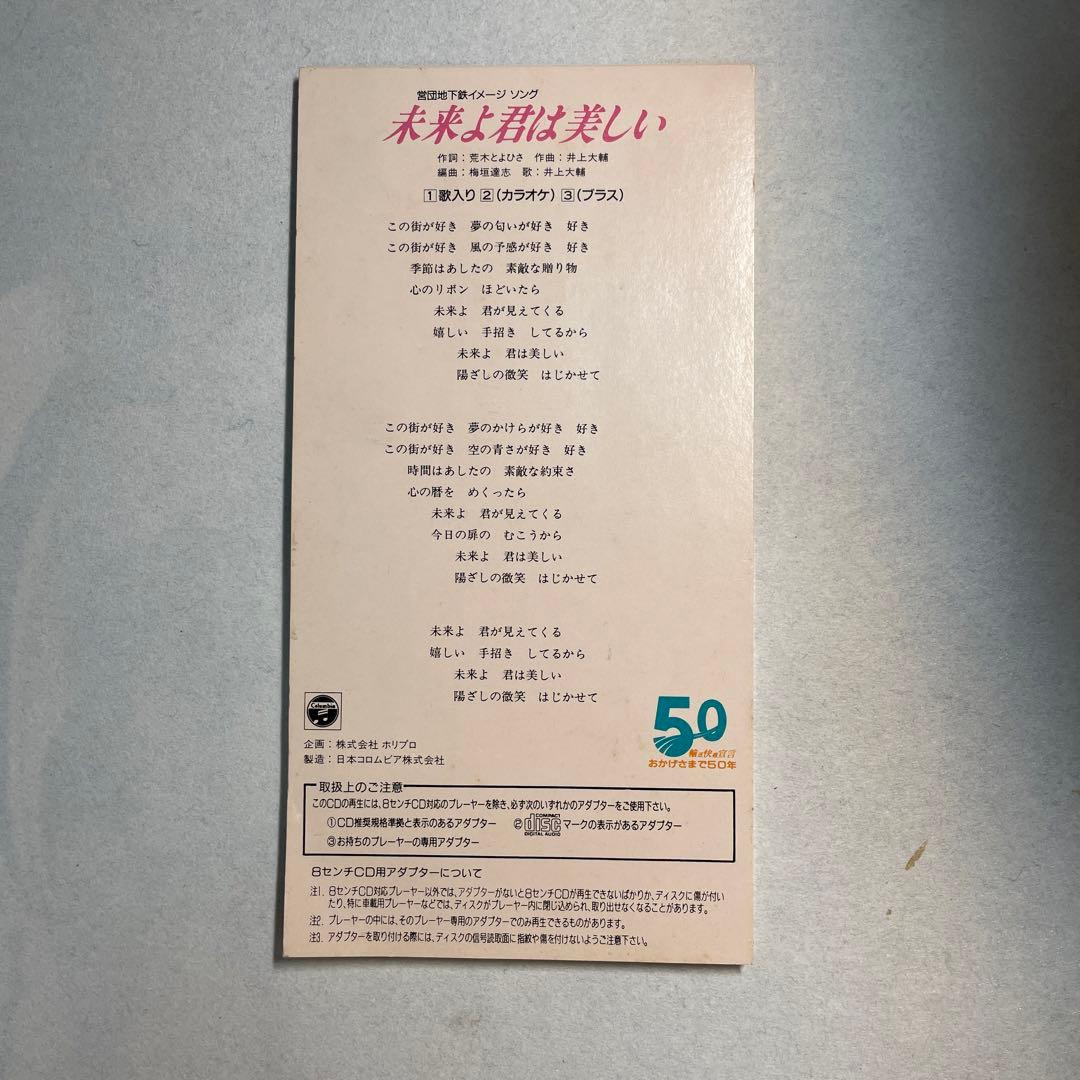 営団地下鉄イメージ ソング
未来よ君は美しい
作詞：荒木とよひさ 作曲：井上大輔
編曲：梅垣達志 歌：井上大輔
1歌入り 2(カラオケ) 3(ブラス)
この街が好き 夢の匂いが好き 好き
この街が好き 風の予感が好き 好き
季節はあしたの 素敵な贈り物
心のリボン ほどいたら
未来よ 君が見えてくる
嬉しい 手招き してるから
未来よ 君は美しい
陽ざしの微笑 はじかせて
この街が好き 夢のかけらが好き 好き
この街が好き 空の青さが好き 好き
時間はあしたの 素敵な約束さ
心の暦を めくったら
未来よ 君が見えてくる
今日の扉の むこうから
未来よ 君は美しい
陽ざしの微笑 はじかせて
未来よ 君が見えてくる
嬉しい 手招き してるから
未来よ 君は美しい
陽ざしの微笑 はじかせて
Columbia
50
輸送快適宣言
おかげさまで50年
企画：株式会社 ホリプロ
製造：日本コロムビア株式会社
取扱上のご注意
このCDの再生には、8センチCD対応のプレーヤーを除き、必ず次のいずれかのアダプターをご使用下さい。
①CD推奨規格準拠と表示のあるアダプター ②COMPACT disc DIGITAL AUDIOマークの表示があるアダプター
③お持ちのプレーヤーの専用アダプター
8センチCD用アダプターについて
注1. 8センチCD対応プレーヤー以外では、アダプターがないと8センチCDが再生できないばかりか、ディスクに傷が付い
たり、特に車載用プレーヤーなどでは、ディスクがプレーヤー内に閉じ込められ、取り出せなくなることがあります。
注2. プレーヤーの中には、そのプレーヤー専用のアダプターでのみ再生できるものがあります。
注3. アダプターを取り付ける際には、ディスクの信号読取面に指紋や傷を付けないようご注意下さい。